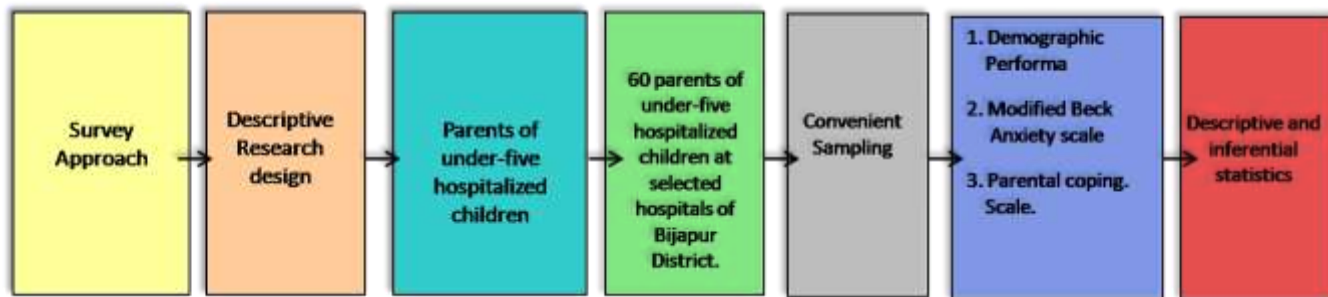 Survey
Approach
Descriptive
Research
design
Parents of
under-five
hospitalized
children
60 parents of
under-five
hospitalized
children at
selected
hospitals of
Bijapur
District.
Convenient
Sampling
1. Demographic
Performa
2. Modified Beck
Anxiety scale
3. Parental coping.
Scale.
Descriptive and
inferential
statistics